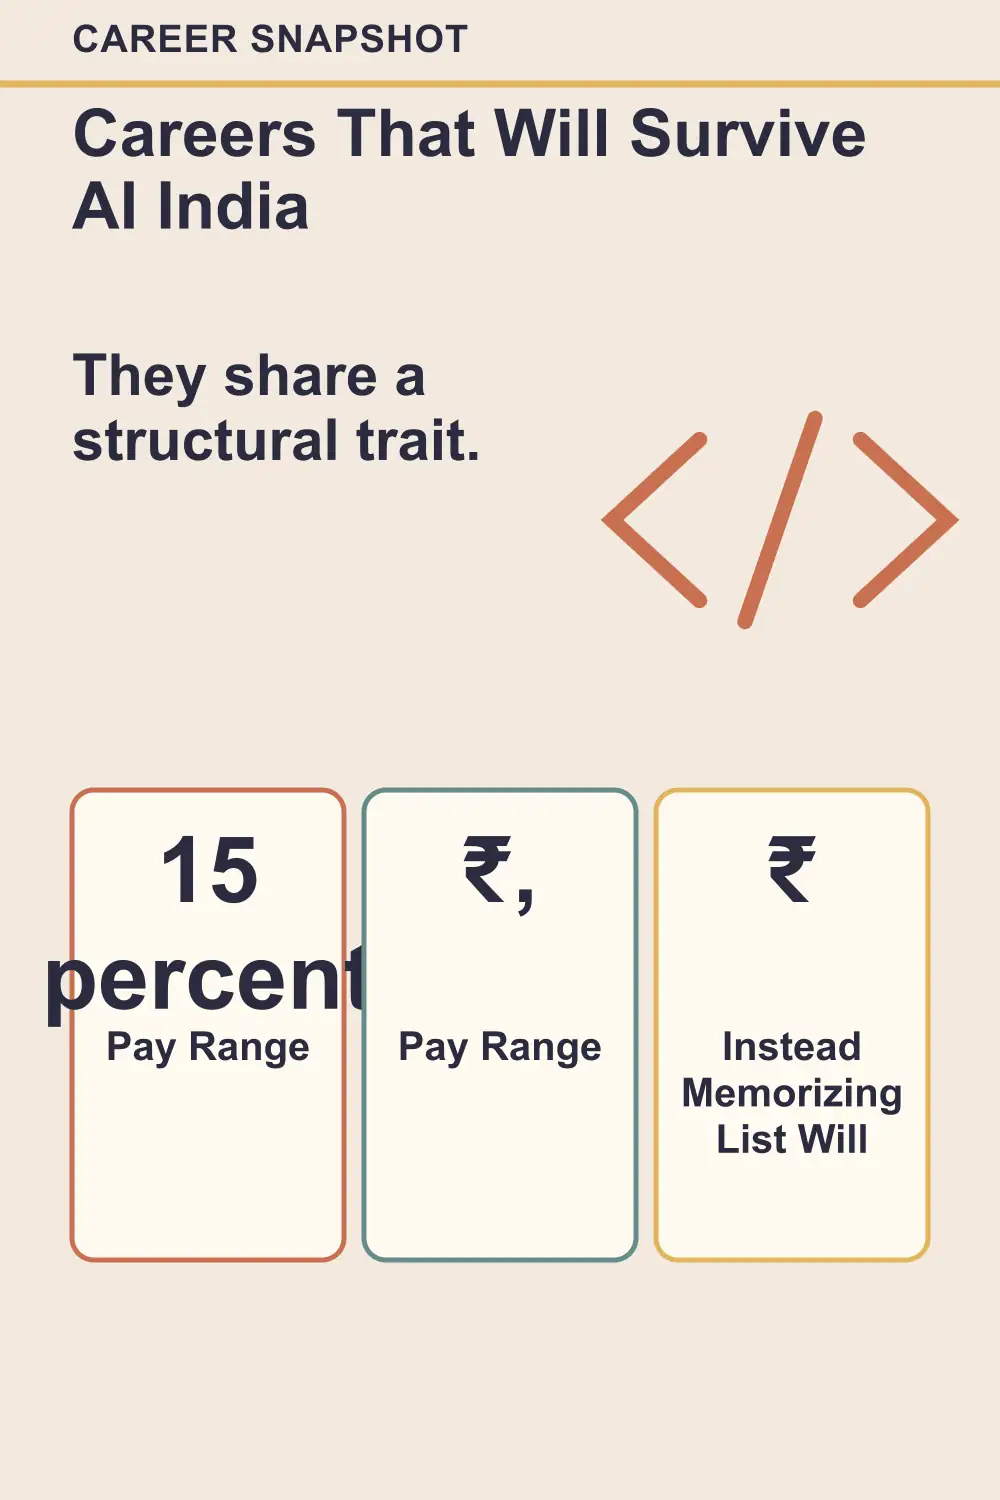 CAREER SNAPSHOT
Careers That Will Survive
AI India
They share a
structural trait.
15
percent
Pay Range
₹,
Pay Range
₹
Instead
Memorizing
List Will